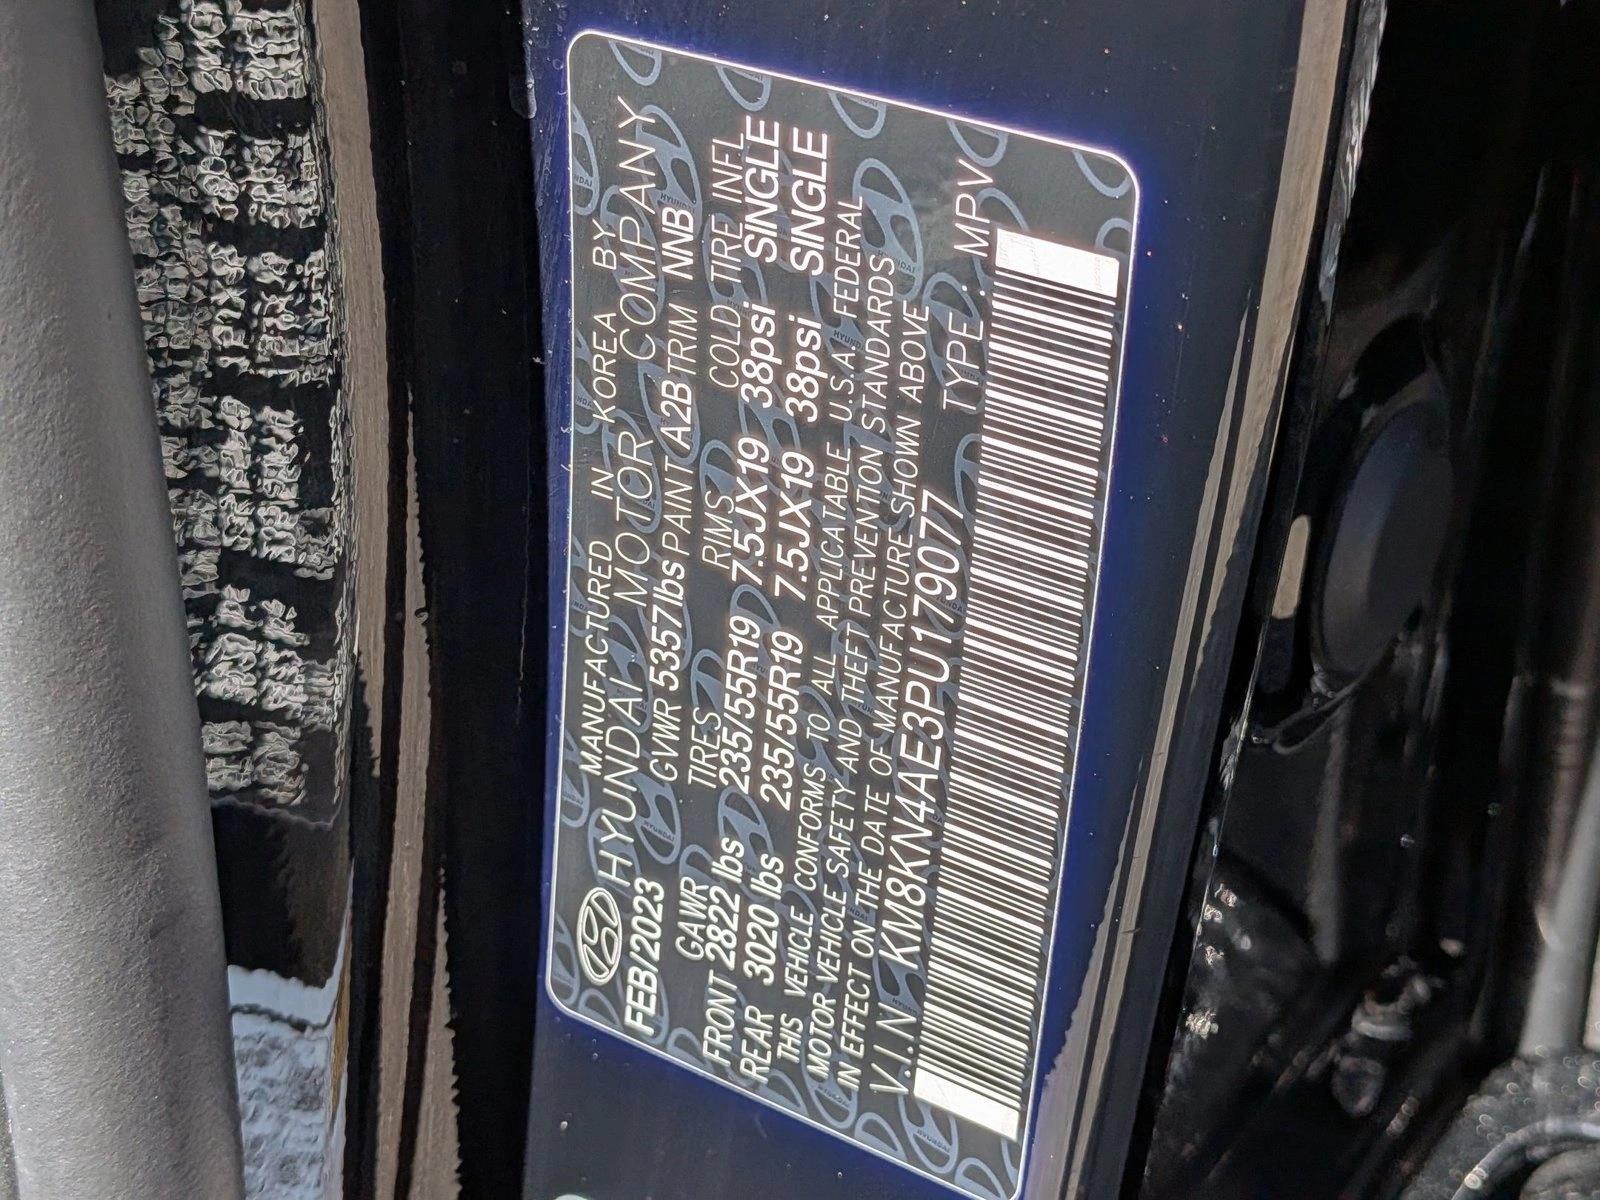 MANUFACTURED IN KOREA BY
HYUNDAI MOTOR COMPANY
FEB/2023 GVWR 5357lbs PAINT A2B TRIM NNB
GAWR TIRES RIMS COLD TIRE INFL
FRONT 2822 lbs 235/55R19 7.5JX19 38psi SINGLE
REAR 3020 lbs 235/55R19 7.5JX19 38psi SINGLE
THIS VEHICLE CONFORMS TO ALL APPLICABLE U.S.A. FEDERAL
MOTOR VEHICLE SAFETY AND THEFT PREVENTION STANDARDS
IN EFFECT ON THE DATE OF MANUFACTURE SHOWN ABOVE
V.I.N KM8KN4AE3PU179077 TYPE. MPV